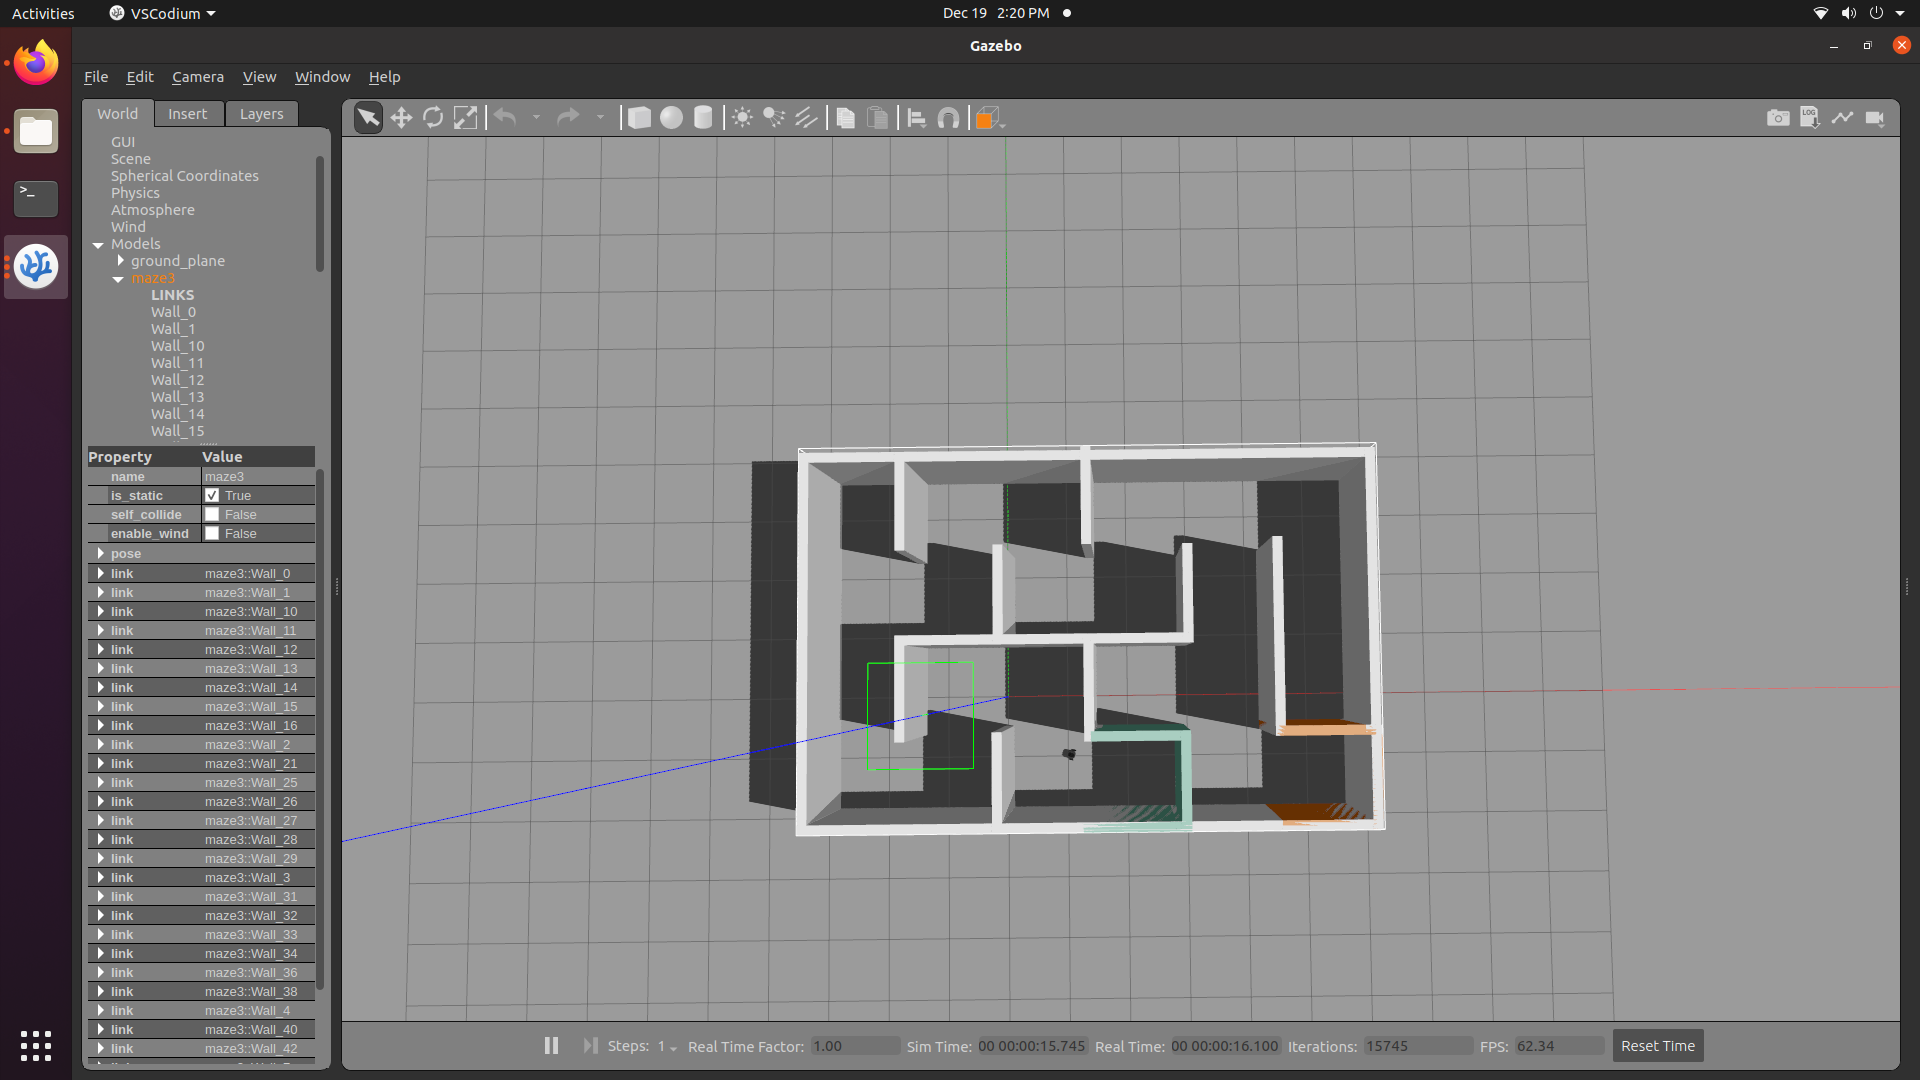 Activities VSCodium Dec 19 2:20 PM
Gazebo
File Edit Camera View Window Help
World Insert Layers
GUI
Scene
Spherical Coordinates
Physics
Atmosphere
Wind
Models
ground_plane
maze3
LINKS
Wall_0
Wall_1
Wall_10
Wall_11
Wall_12
Wall_13
Wall_14
Wall_15
Property Value
name maze3
is_static True
self_collide False
enable_wind False
pose
link maze3::Wall_0
link maze3::Wall_1
link maze3::Wall_10
link maze3::Wall_11
link maze3::Wall_12
link maze3::Wall_13
link maze3::Wall_14
link maze3::Wall_15
link maze3::Wall_16
link maze3::Wall_2
link maze3::Wall_21
link maze3::Wall_25
link maze3::Wall_26
link maze3::Wall_27
link maze3::Wall_28
link maze3::Wall_29
link maze3::Wall_3
link maze3::Wall_31
link maze3::Wall_32
link maze3::Wall_33
link maze3::Wall_34
link maze3::Wall_36
link maze3::Wall_38
link maze3::Wall_4
link maze3::Wall_40
link maze3::Wall_42
LOG
Steps: 1 Real Time Factor: 1.00 Sim Time: 00 00:00:15.745 Real Time: 00 00:00:16.100 Iterations: 15745 FPS: 62.34 Reset Time